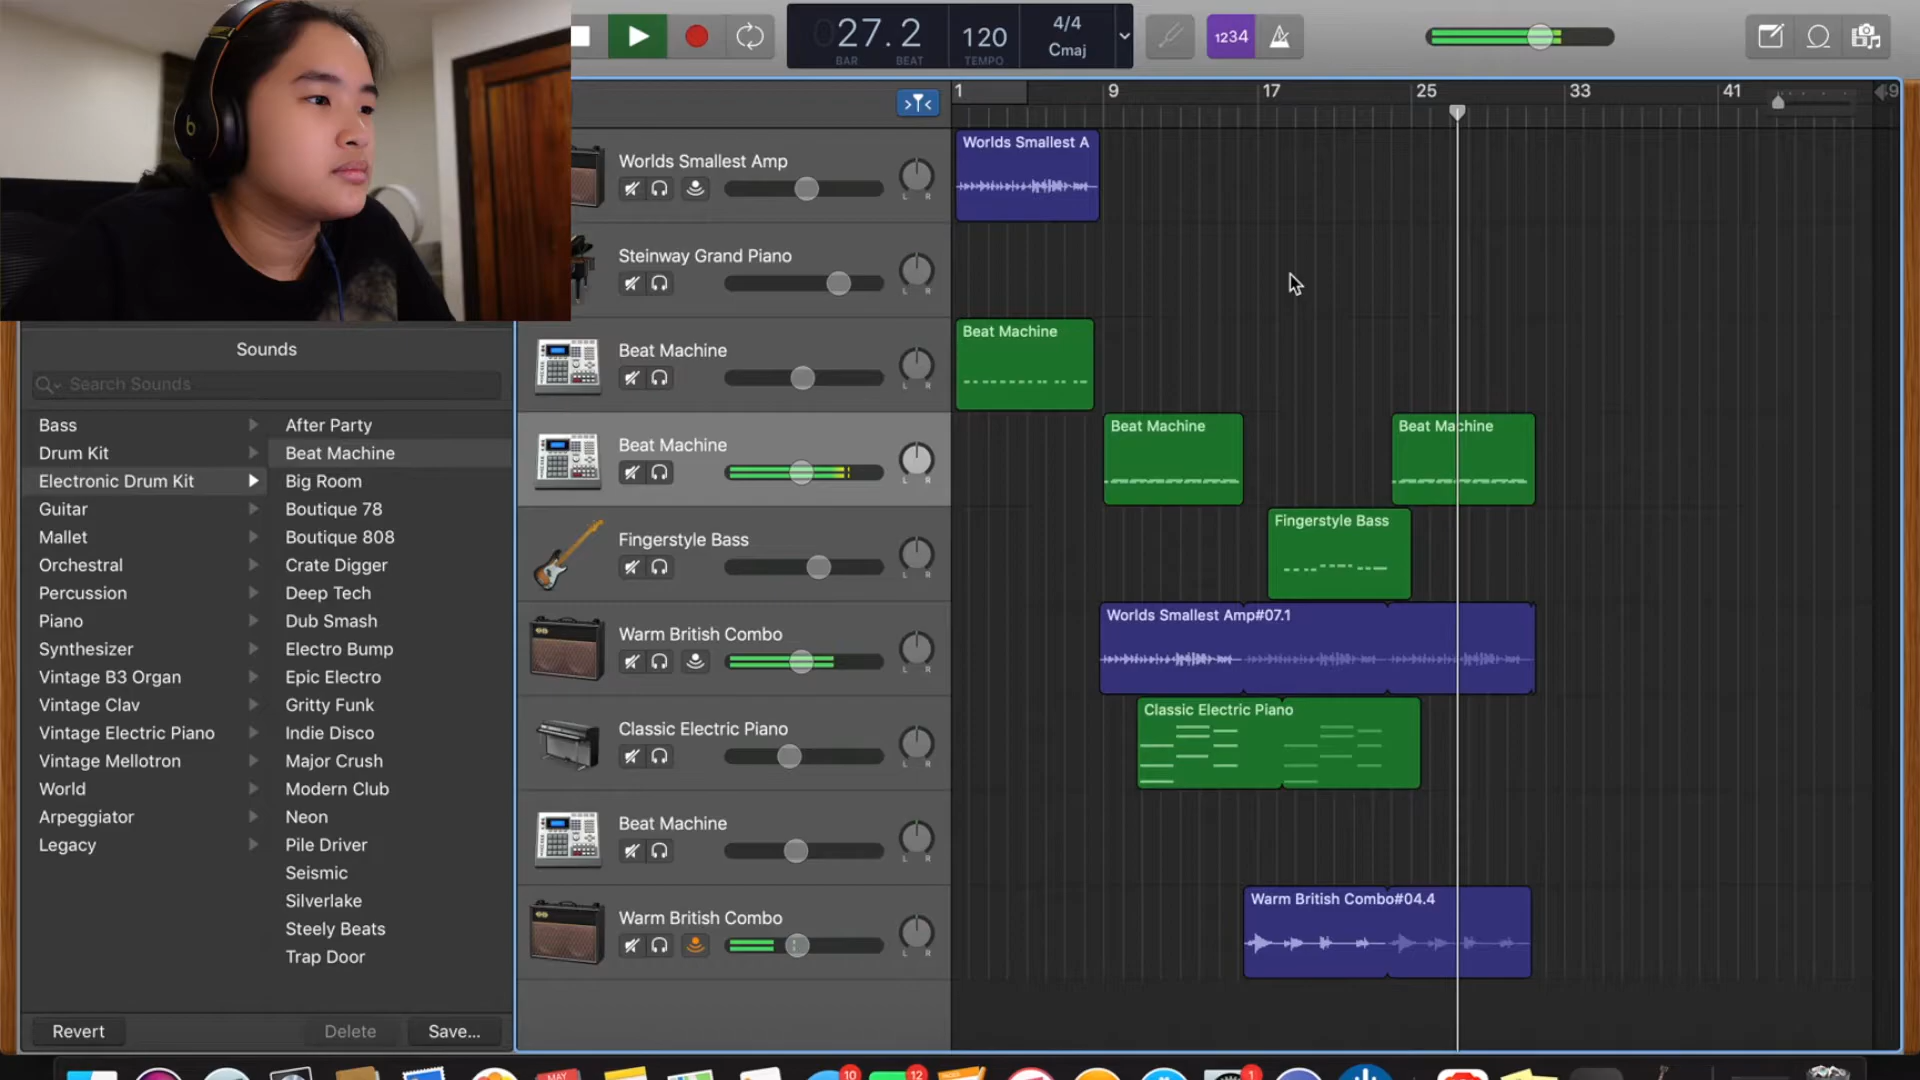 27.2
BAR
BEAT
120
TEMPO
4/4
Cmaj
1234
1
9
17
25
33
41
49
b
Worlds Smallest Amp
L R
Worlds Smallest A
Steinway Grand Piano
L R
Beat Machine
L R
Beat Machine
Beat Machine
L R
Beat Machine
Beat Machine
Fingerstyle Bass
L R
Fingerstyle Bass
Warm British Combo
L R
Worlds Smallest Amp#07.1
Classic Electric Piano
L R
Classic Electric Piano
Beat Machine
L R
Warm British Combo
L R
Warm British Combo#04.4
Sounds
Search Sounds
Bass
Drum Kit
Electronic Drum Kit
Guitar
Mallet
Orchestral
Percussion
Piano
Synthesizer
Vintage B3 Organ
Vintage Clav
Vintage Electric Piano
Vintage Mellotron
World
Arpeggiator
Legacy
After Party
Beat Machine
Big Room
Boutique 78
Boutique 808
Crate Digger
Deep Tech
Dub Smash
Electro Bump
Epic Electro
Gritty Funk
Indie Disco
Major Crush
Modern Club
Neon
Pile Driver
Seismic
Silverlake
Steely Beats
Trap Door
Revert
Delete
Save...
MAY
10
12
1